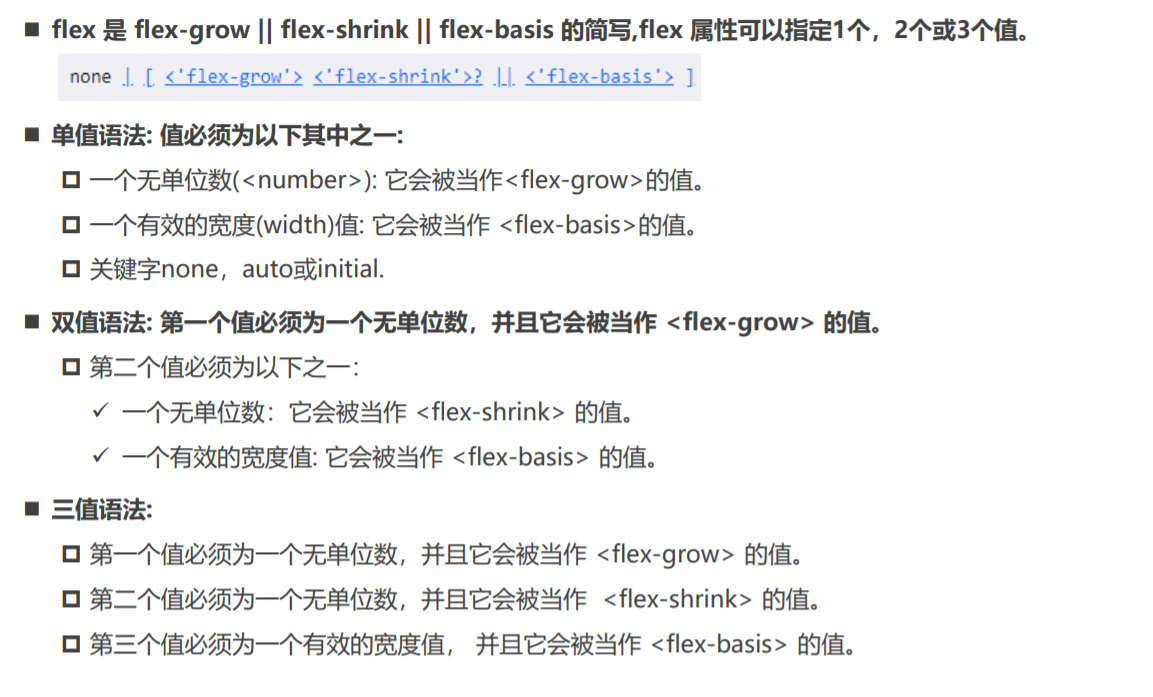 flex 是 flex-grow || flex-shrink || flex-basis 的简写,flex 属性可以指定1个，2个或3个值。
none | [ <'flex-grow'> <'flex-shrink'>? || <'flex-basis'> ]
单值语法: 值必须为以下其中之一:
一个无单位数(<number>): 它会被当作<flex-grow>的值。
一个有效的宽度(width)值: 它会被当作 <flex-basis>的值。
关键字none，auto或initial.
双值语法: 第一个值必须为一个无单位数，并且它会被当作 <flex-grow> 的值。
第二个值必须为以下之一：
✓ 一个无单位数：它会被当作 <flex-shrink> 的值。
✓ 一个有效的宽度值: 它会被当作 <flex-basis> 的值。
三值语法:
第一个值必须为一个无单位数，并且它会被当作 <flex-grow> 的值。
第二个值必须为一个无单位数，并且它会被当作 <flex-shrink> 的值。
第三个值必须为一个有效的宽度值， 并且它会被当作 <flex-basis> 的值。